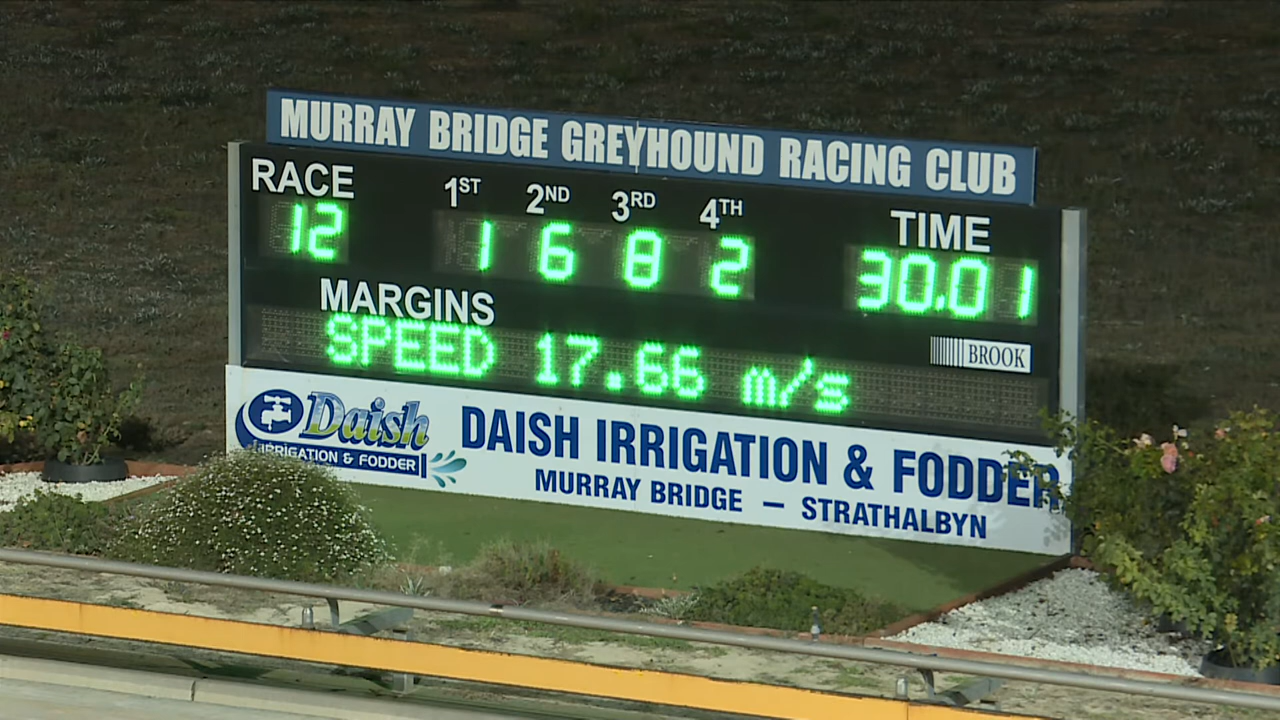 MURRAY BRIDGE GREYHOUND RACING CLUB
RACE 1ST 2ND 3RD 4TH TIME
12 1 6 8 2 30.01
MARGINS
SPEED 17.66 m/s
BROOK
Daish
IRRIGATION & FODDER
DAISH IRRIGATION & FODDER
MURRAY BRIDGE — STRATHALBYN